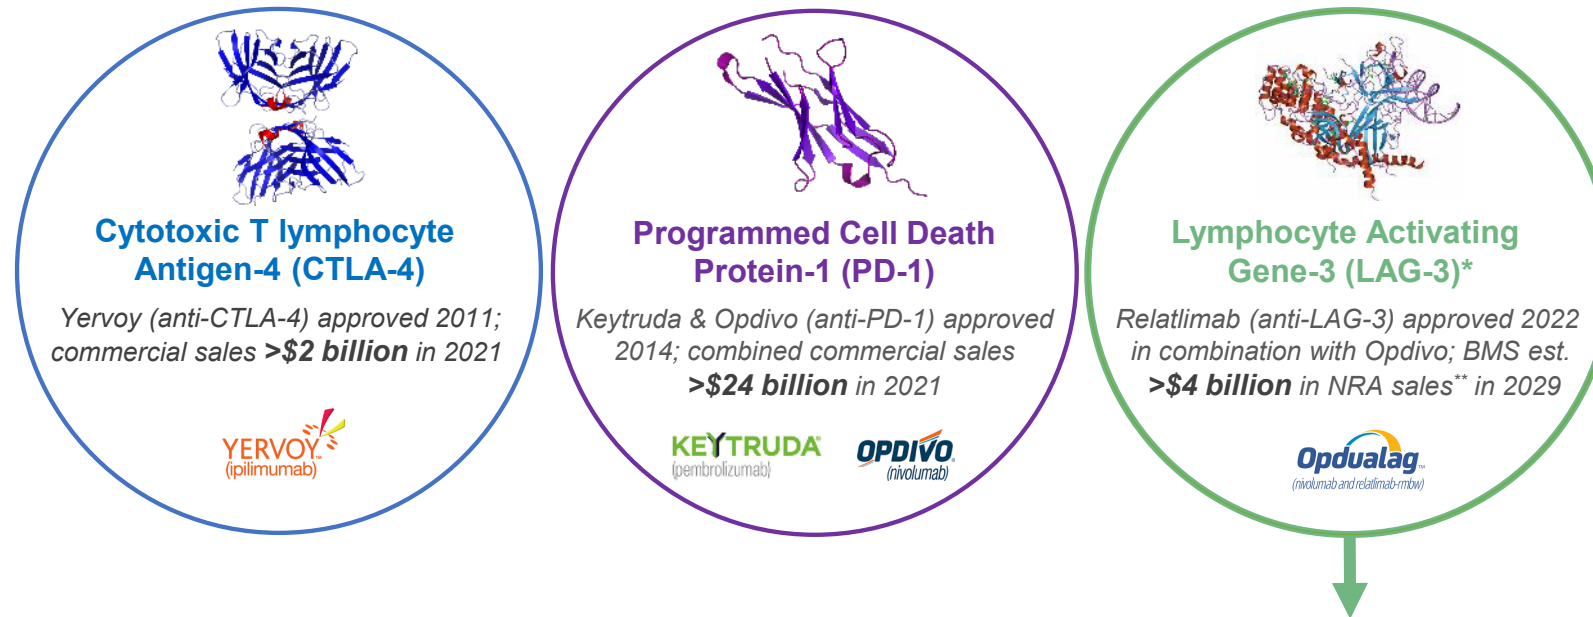 Cytotoxic T lymphocyte
Antigen-4 (CTLA-4)
Yervoy (anti-CTLA-4) approved 2011;
commercial sales >$2 billion in 2021
YERVOY™
(ipilimumab)
Programmed Cell Death
Protein-1 (PD-1)
Keytruda & Opdivo (anti-PD-1) approved
2014; combined commercial sales
>$24 billion in 2021
KEYTRUDA®
(pembrolizumab)
OPDIVO®
(nivolumab)
Lymphocyte Activating
Gene-3 (LAG-3)*
Relatlimab (anti-LAG-3) approved 2022
in combination with Opdivo; BMS est.
>$4 billion in NRA sales** in 2029
Opdualag™
(nivolumab and relatlimab-rmbw)